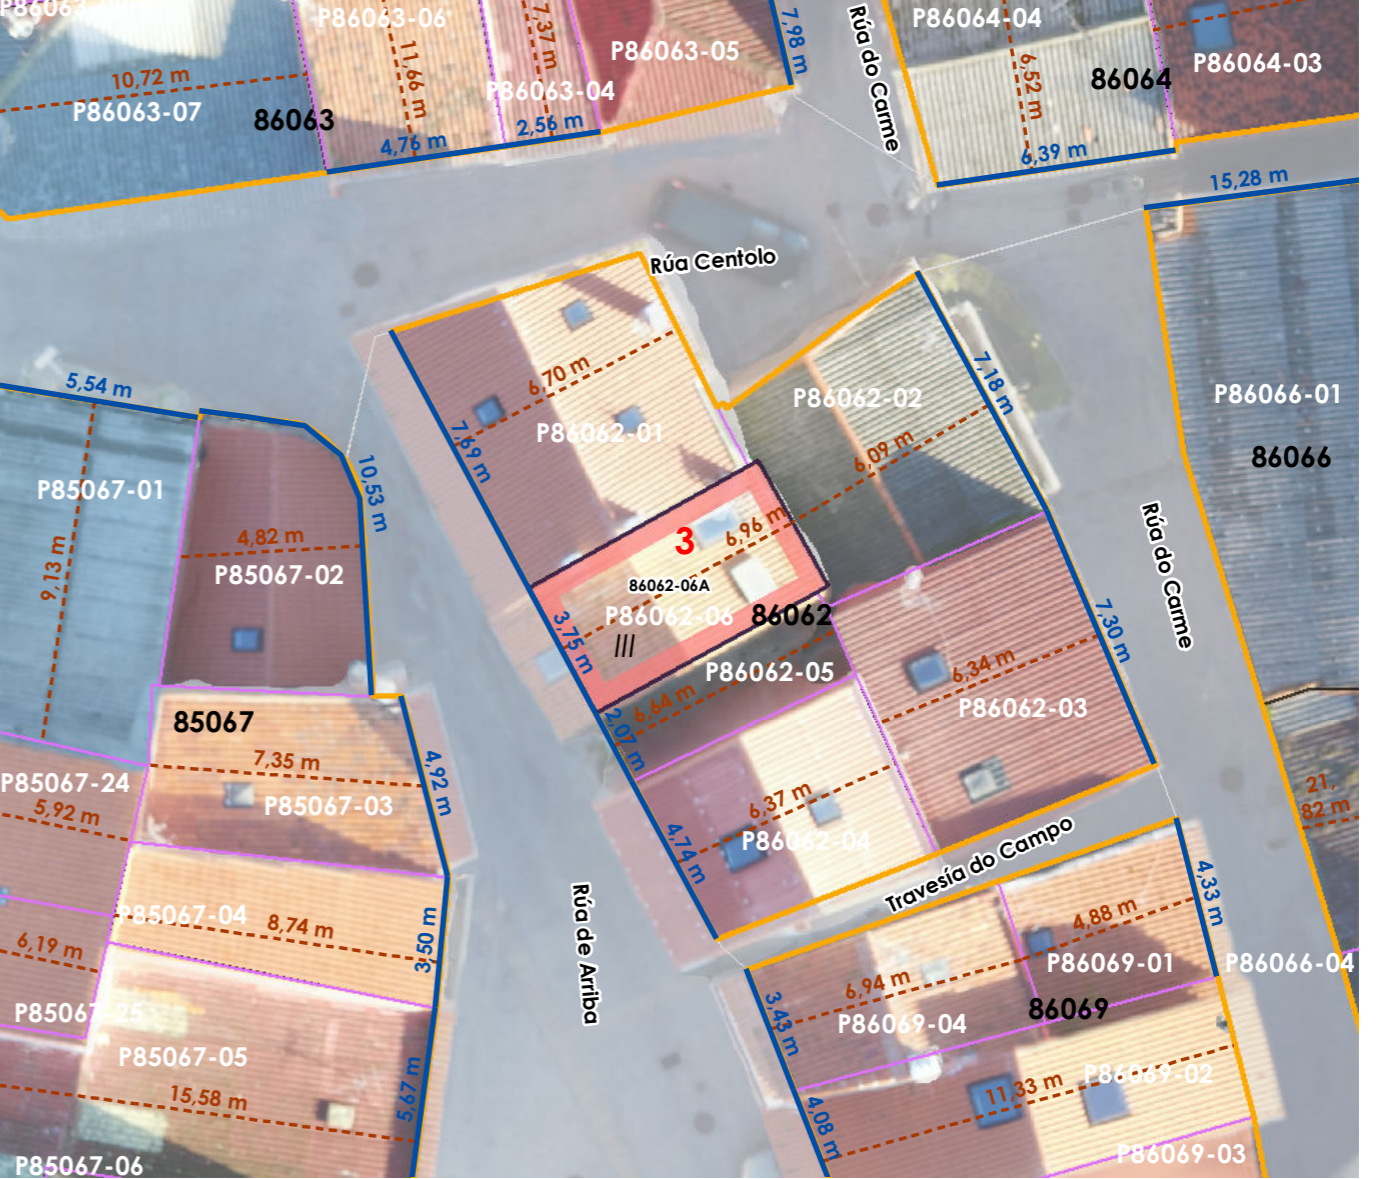 P86063-06
P86064-04
7,98 m
Rúa do Carme
7,37 m
P86063-05
11,66 m
6,52 m
P86064-03
10,72 m
86064
P86063-04
P86063-07
86063
4,76 m
2,56 m
6,39 m
15,28 m
Rúa Centolo
5,54 m
6,70 m
7,18 m
P86062-02
P86066-01
P86062-01
7,69 m
6,09 m
86066
P85067-01
10,53 m
6,96 m
3
4,82 m
Rúa do Carme
9,13 m
P85067-02
86062-06A
P86062-06
86062
3,75 m
III
7,30 m
P86062-05
6,34 m
P86062-03
6,64 m
2,07 m
85067
7,35 m
4,92 m
P85067-24
5,92 m
P85067-03
6,37 m
21,
82 m
P86062-04
4,74 m
Travesía do Campo
4,33 m
Rúa de Arriba
P85067-04
8,74 m
3,50 m
4,88 m
6,19 m
P86069-01
P86066-04
6,94 m
P85067-25
3,43 m
P86069-04
86069
P85067-05
P86069-02
5,67 m
11,33 m
15,58 m
4,08 m
P85067-06
P86069-03